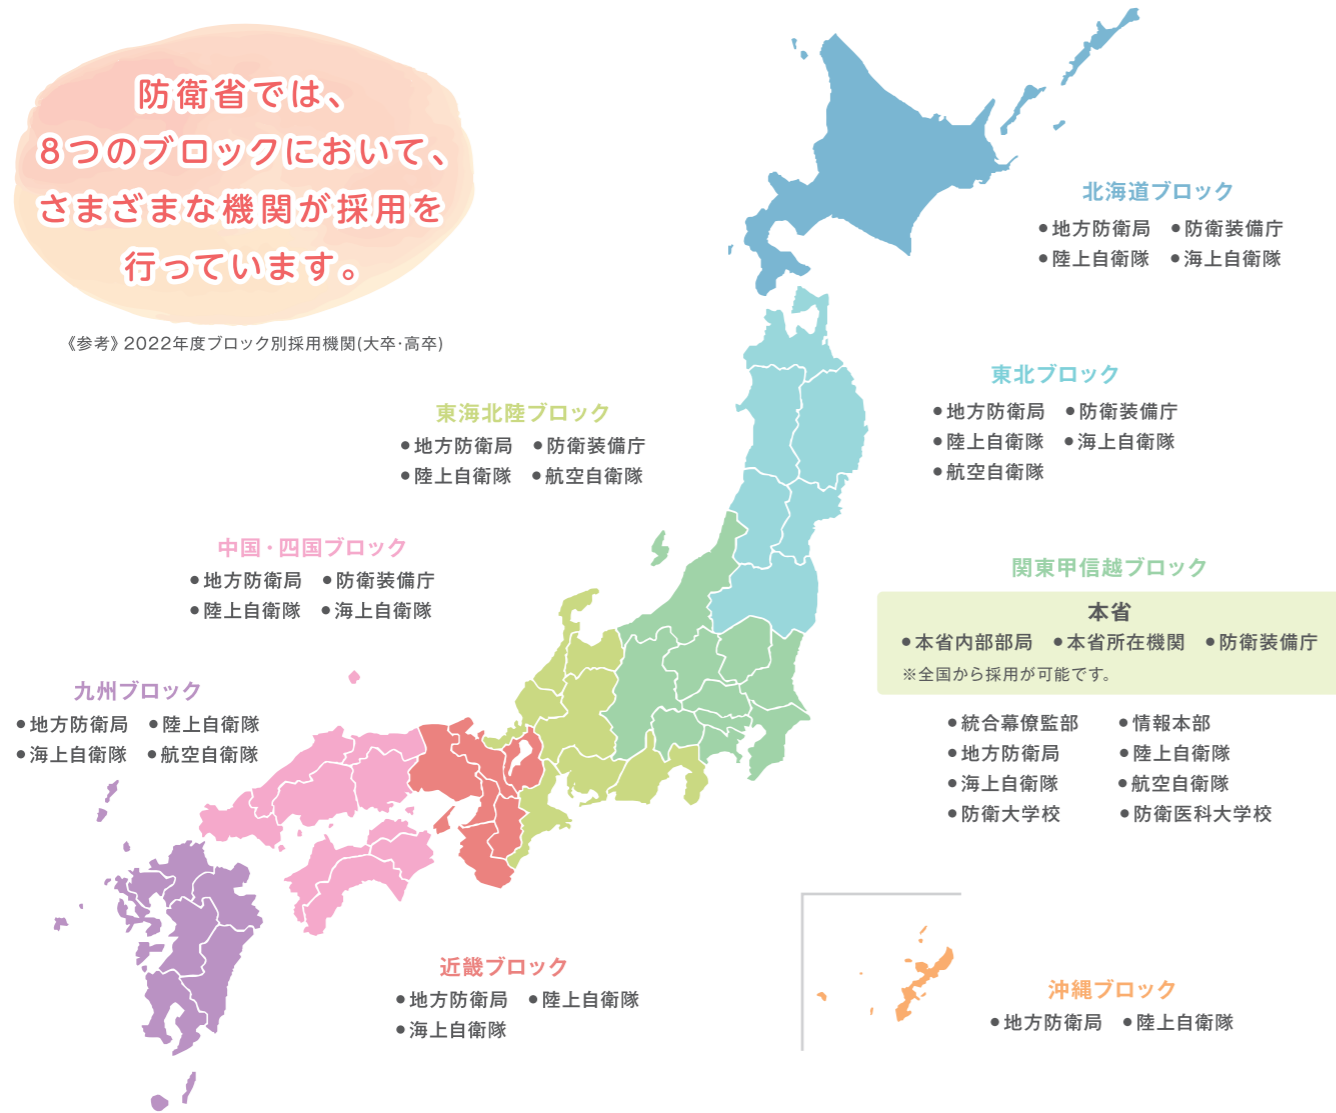 防衛省では、
8つのブロックにおいて、
さまざまな機関が採用を
行っています。
《参考》2022年度ブロック別採用機関(大卒・高卒)
北海道ブロック
●地方防衛局 ●防衛装備庁
●陸上自衛隊 ●海上自衛隊
東北ブロック
●地方防衛局 ●防衛装備庁
●陸上自衛隊 ●海上自衛隊
●航空自衛隊
東海北陸ブロック
●地方防衛局 ●防衛装備庁
●陸上自衛隊 ●航空自衛隊
中国・四国ブロック
●地方防衛局 ●防衛装備庁
●陸上自衛隊 ●海上自衛隊
関東甲信越ブロック
本省
●本省内部部局 ●本省所在機関 ●防衛装備庁
※全国から採用が可能です。
●統合幕僚監部 ●情報本部
●地方防衛局 ●陸上自衛隊
●海上自衛隊 ●航空自衛隊
●防衛大学校 ●防衛医科大学校
九州ブロック
●地方防衛局 ●陸上自衛隊
●海上自衛隊 ●航空自衛隊
近畿ブロック
●地方防衛局 ●陸上自衛隊
●海上自衛隊
沖縄ブロック
●地方防衛局 ●陸上自衛隊